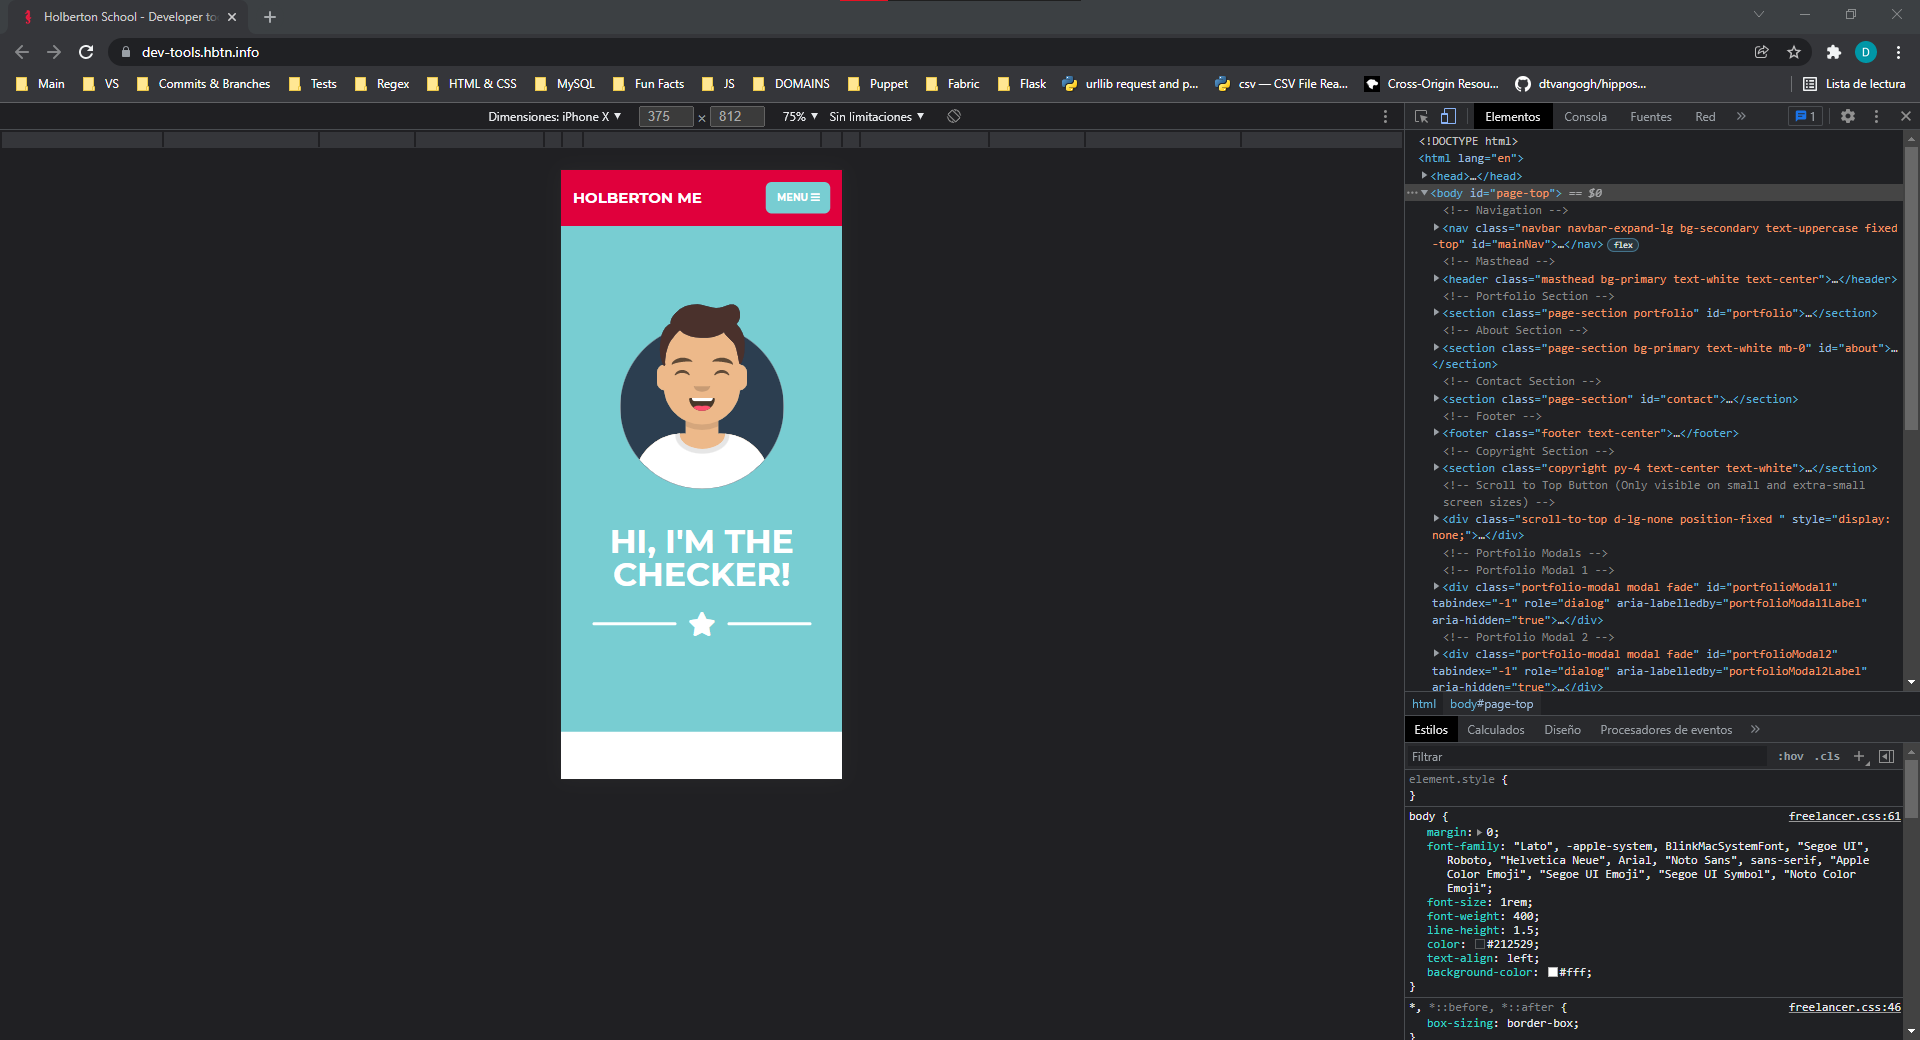 Holberton School - Developer to
dev-tools.hbtn.info
D
Main VS Commits & Branches Tests Regex HTML & CSS MySQL Fun Facts JS DOMAINS Puppet Fabric Flask urllib request and p... csv — CSV File Rea... Cross-Origin Resou... dtvangogh/hippos... Lista de lectura
Dimensiones: iPhone X ▼ 375 × 812 75% ▼ Sin limitaciones ▼
HOLBERTON ME
MENU
HI, I'M THE
CHECKER!
Elementos Consola Fuentes Red » 1
<!DOCTYPE html>
<html lang="en">
<head>…</head>
<body id="page-top"> == $0
<!-- Navigation -->
<nav class="navbar navbar-expand-lg bg-secondary text-uppercase fixed
-top" id="mainNav">…</nav> flex
<!-- Masthead -->
<header class="masthead bg-primary text-white text-center">…</header>
<!-- Portfolio Section -->
<section class="page-section portfolio" id="portfolio">…</section>
<!-- About Section -->
<section class="page-section bg-primary text-white mb-0" id="about">…
</section>
<!-- Contact Section -->
<section class="page-section" id="contact">…</section>
<!-- Footer -->
<footer class="footer text-center">…</footer>
<!-- Copyright Section -->
<section class="copyright py-4 text-center text-white">…</section>
<!-- Scroll to Top Button (Only visible on small and extra-small
screen sizes) -->
<div class="scroll-to-top d-lg-none position-fixed " style="display:
none;">…</div>
<!-- Portfolio Modals -->
<!-- Portfolio Modal 1 -->
<div class="portfolio-modal modal fade" id="portfolioModal1"
tabindex="-1" role="dialog" aria-labelledby="portfolioModal1Label"
aria-hidden="true">…</div>
<!-- Portfolio Modal 2 -->
<div class="portfolio-modal modal fade" id="portfolioModal2"
tabindex="-1" role="dialog" aria-labelledby="portfolioModal2Label"
aria-hidden="true">…</div>
html body#page-top
Estilos Calculados Diseño Procesadores de eventos »
Filtrar :hov .cls +
element.style {
}
body { freelancer.css:61
margin: 0;
font-family: "Lato", -apple-system, BlinkMacSystemFont, "Segoe UI",
Roboto, "Helvetica Neue", Arial, "Noto Sans", sans-serif, "Apple
Color Emoji", "Segoe UI Emoji", "Segoe UI Symbol", "Noto Color
Emoji";
font-size: 1rem;
font-weight: 400;
line-height: 1.5;
color: #212529;
text-align: left;
background-color: #fff;
}
*, *::before, *::after { freelancer.css:46
box-sizing: border-box;
}